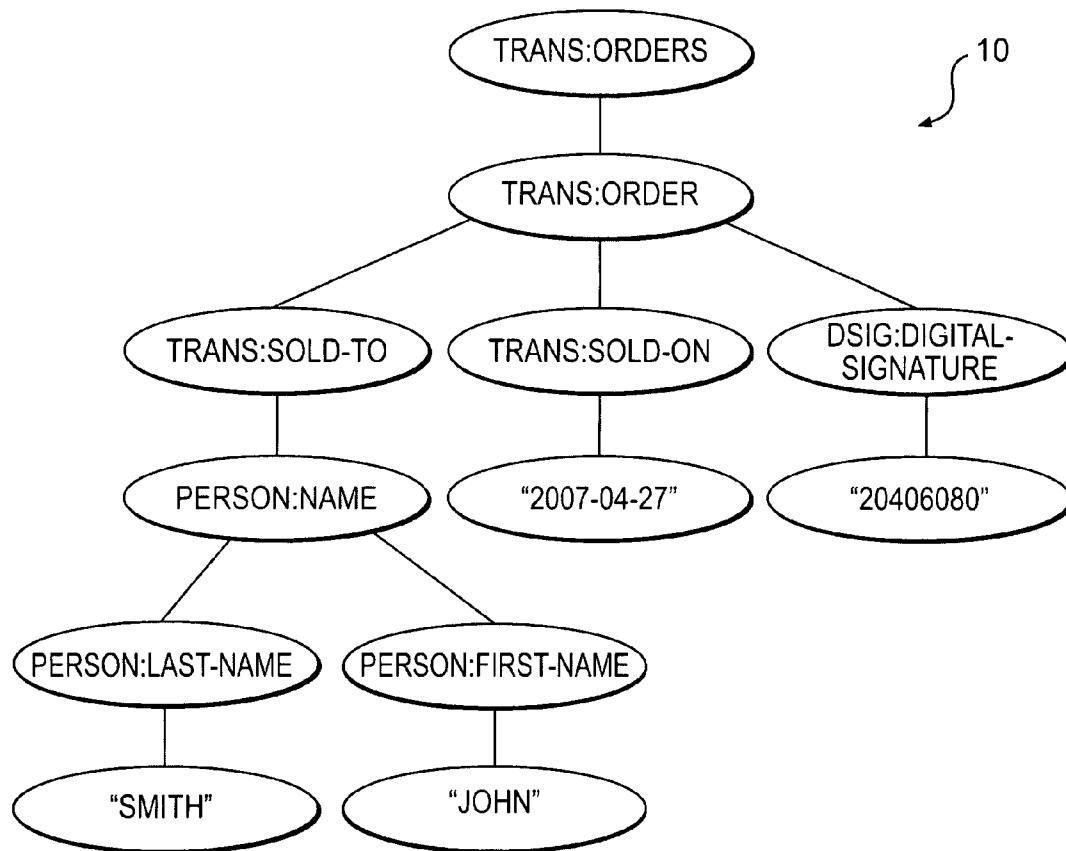 TRANS:ORDERS
10
TRANS:ORDER
TRANS:SOLD-TO
TRANS:SOLD-ON
DSIG:DIGITAL-
SIGNATURE
PERSON:NAME
“2007-04-27”
“20406080”
PERSON:LAST-NAME
PERSON:FIRST-NAME
“SMITH”
“JOHN”